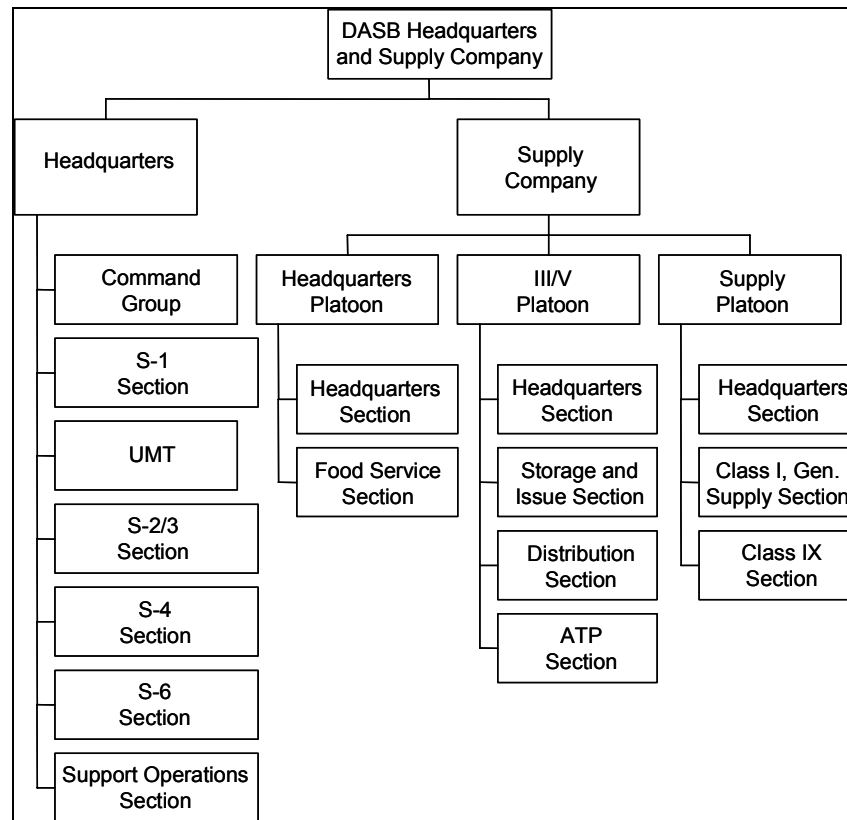 DASB Headquarters
and Supply Company
Headquarters
Supply
Company
Command
Group
S-1
Section
UMT
S-2/3
Section
S-4
Section
S-6
Section
Support Operations
Section
Headquarters
Platoon
Headquarters
Section
Food Service
Section
III/V
Platoon
Headquarters
Section
Storage and
Issue Section
Distribution
Section
ATP
Section
Supply
Platoon
Headquarters
Section
Class I, Gen.
Supply Section
Class IX
Section